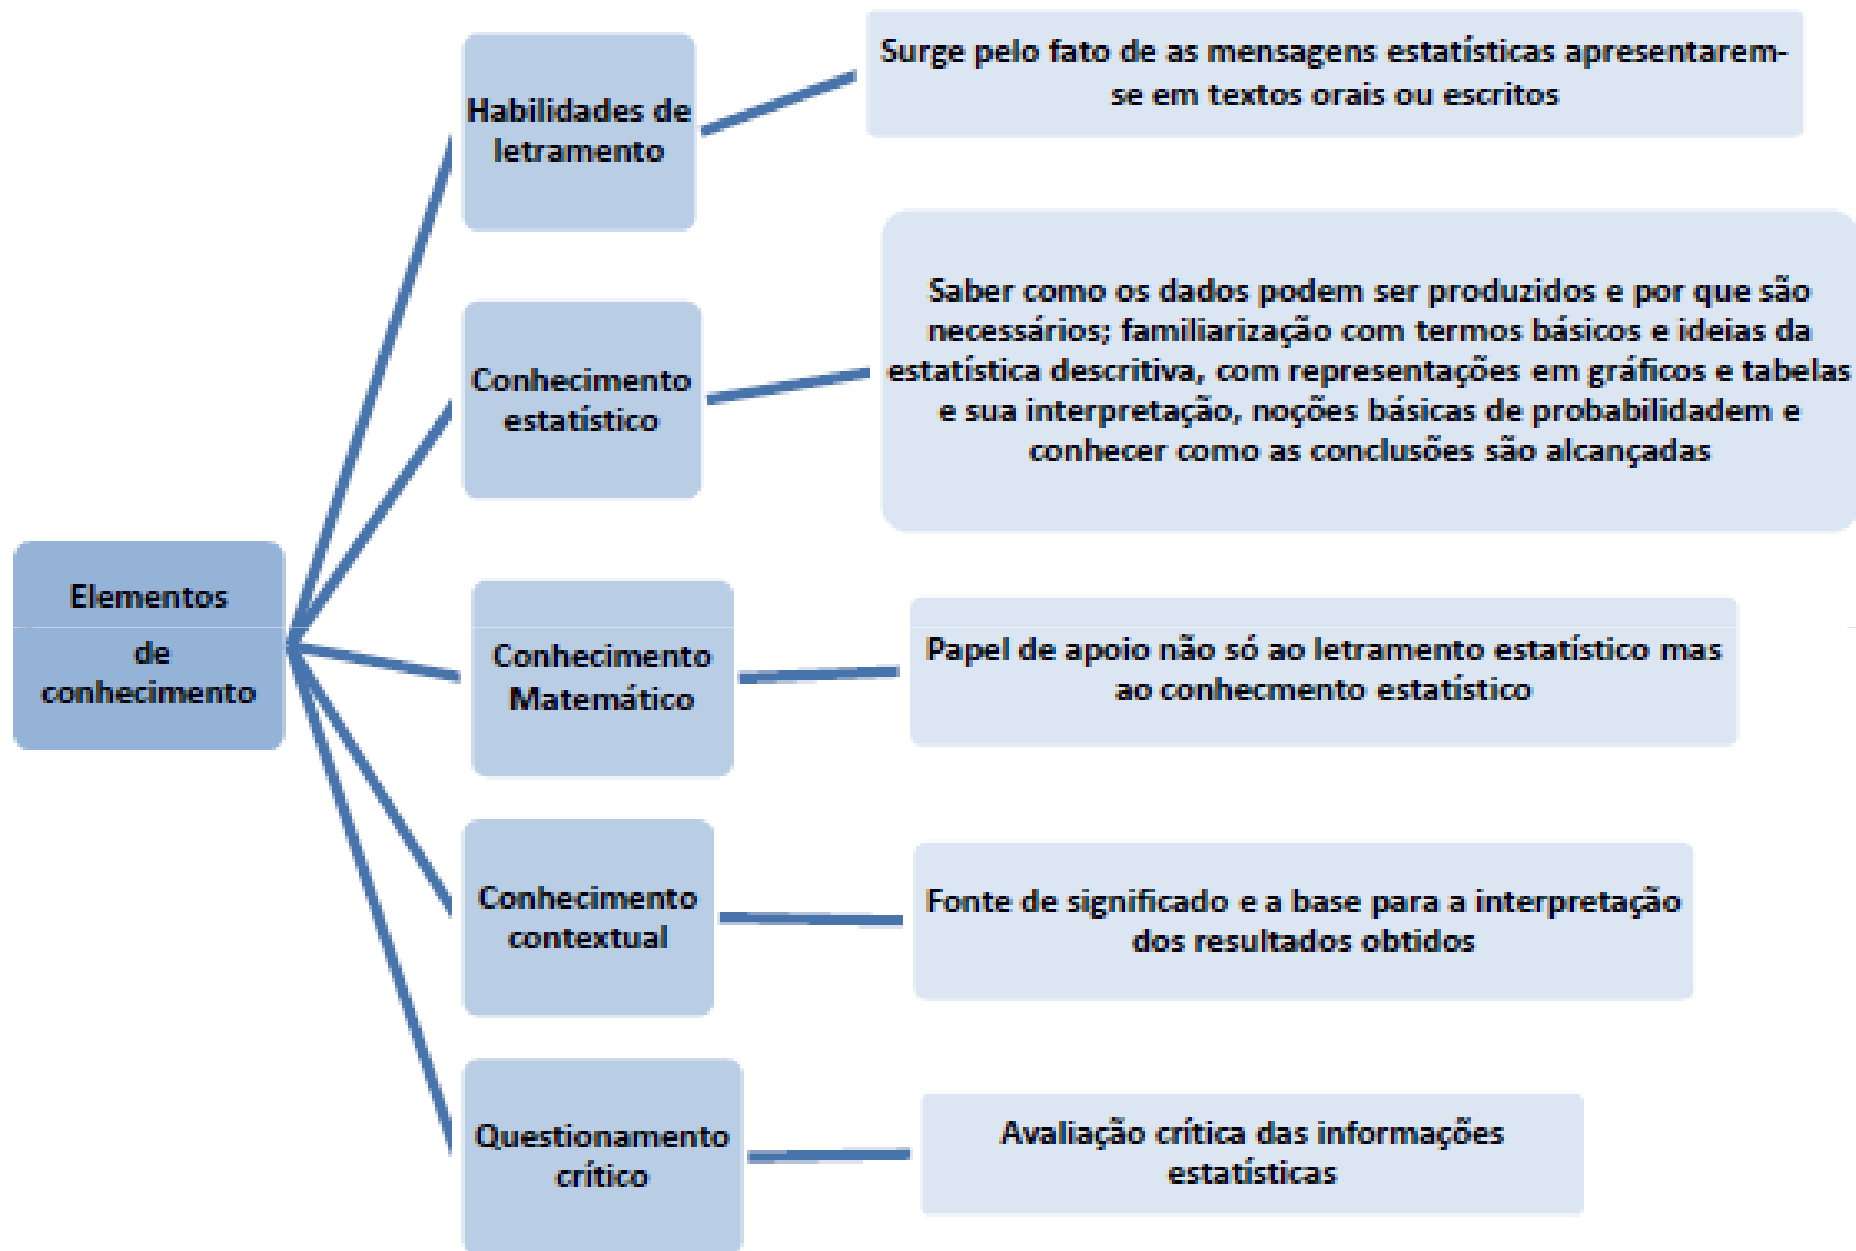 Habilidades de
letramento
Surge pelo fato de as mensagens estatísticas apresentarem-
se em textos orais ou escritos
Conhecimento
estatístico
Saber como os dados podem ser produzidos e por que são
necessários; familiarização com termos básicos e ideias da
estatística descritiva, com representações em gráficos e tabelas
e sua interpretação, noções básicas de probabilidadem e
conhecer como as conclusões são alcançadas
Elementos
de
conhecimento
Conhecimento
Matemático
Papel de apoio não só ao letramento estatístico mas
ao conhecmento estatístico
Conhecimento
contextual
Fonte de significado e a base para a interpretação
dos resultados obtidos
Questionamento
crítico
Avaliação crítica das informações
estatísticas